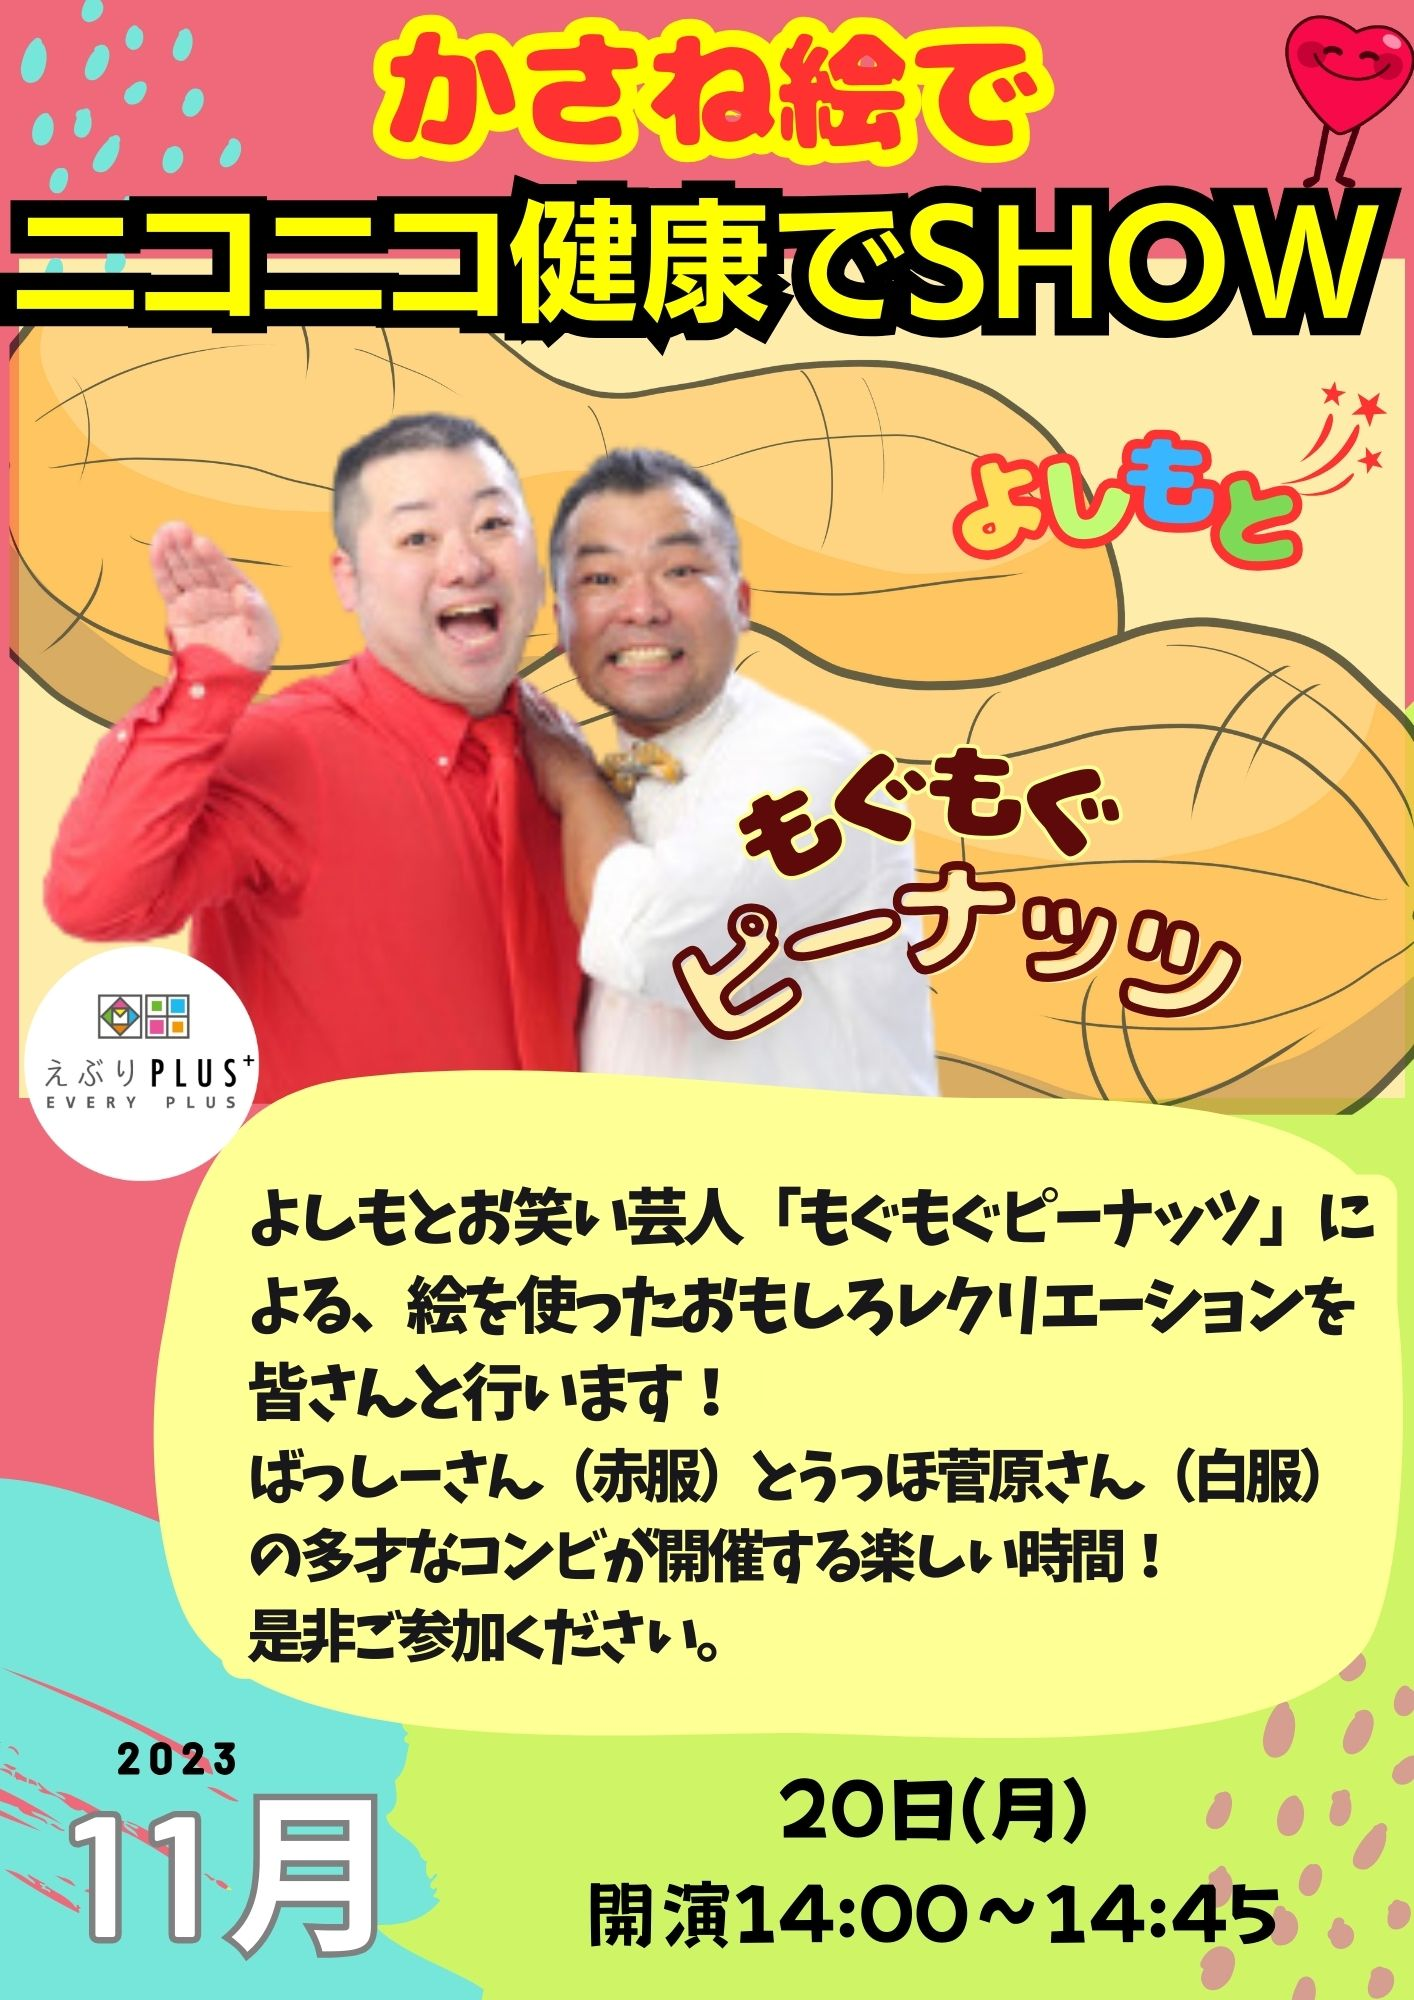 かさね絵で
ニコニコ健康でSHOW
よしもと
もぐもぐ
ピーナッツ
えぶりPLUS+
EVERY PLUS
よしもとお笑い芸人「もぐもぐピーナッツ」に
よる、絵を使ったおもしろレクリエーションを
皆さんと行います！
ばっしーさん（赤服）とうっほ菅原さん（白服）
の多才なコンビが開催する楽しい時間！
是非ご参加ください。
2023
11月
20日(月)
開演14:00～14:45